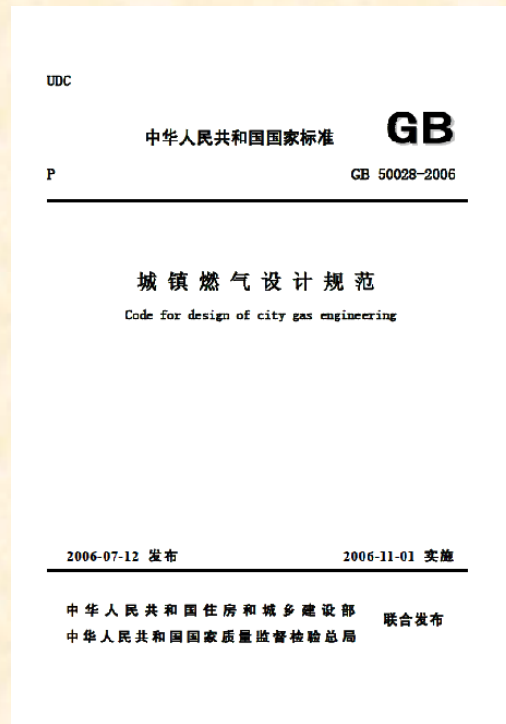 UDC
中华人民共和国国家标准 GB
P GB 50028-2006
城镇燃气设计规范
Code for design of city gas engineering
2006-07-12 发布 2006-11-01 实施
中华人民共和国住房和城乡建设部
中华人民共和国国家质量监督检验总局
联合发布